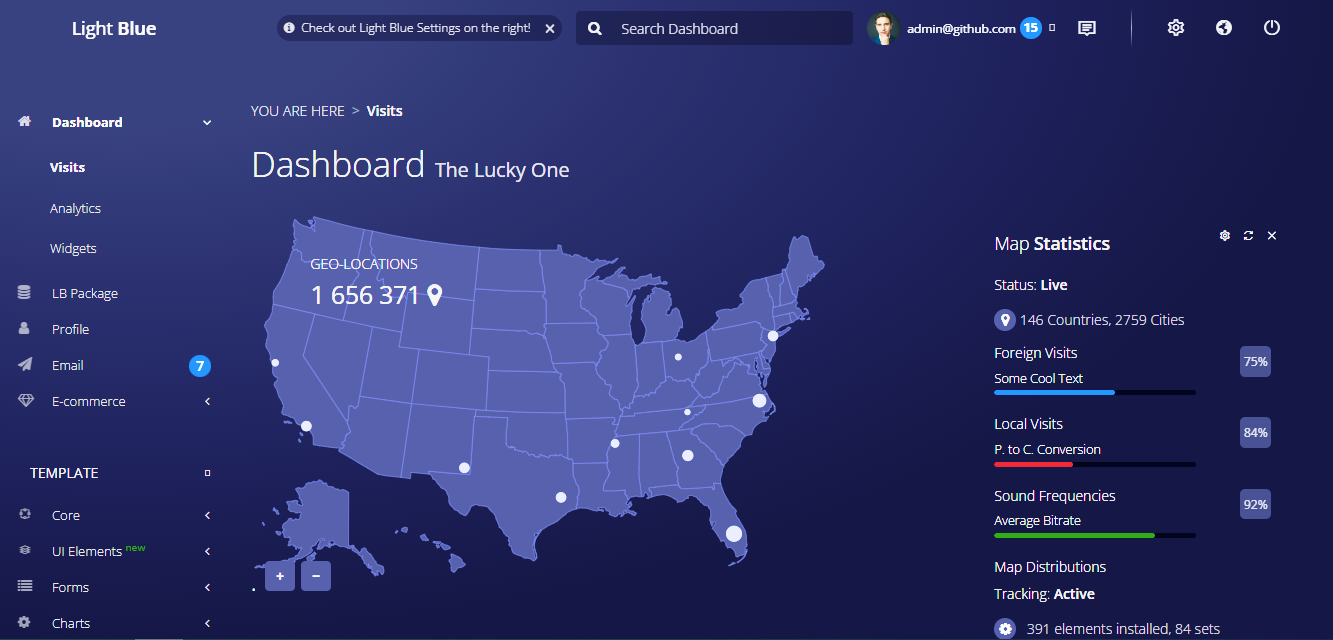 Light Blue
Check out Light Blue Settings on the right!
Search Dashboard
admin@github.com 15
Dashboard
Visits
Analytics
Widgets
LB Package
Profile
Email 7
E-commerce
TEMPLATE
Core
UI Elements new
Forms
Charts
YOU ARE HERE > Visits
Dashboard The Lucky One
GEO-LOCATIONS
1 656 371
+ −
Map Statistics
Status: Live
146 Countries, 2759 Cities
Foreign Visits
75%
Some Cool Text
Local Visits
84%
P. to C. Conversion
Sound Frequencies
92%
Average Bitrate
Map Distributions
Tracking: Active
391 elements installed, 84 sets